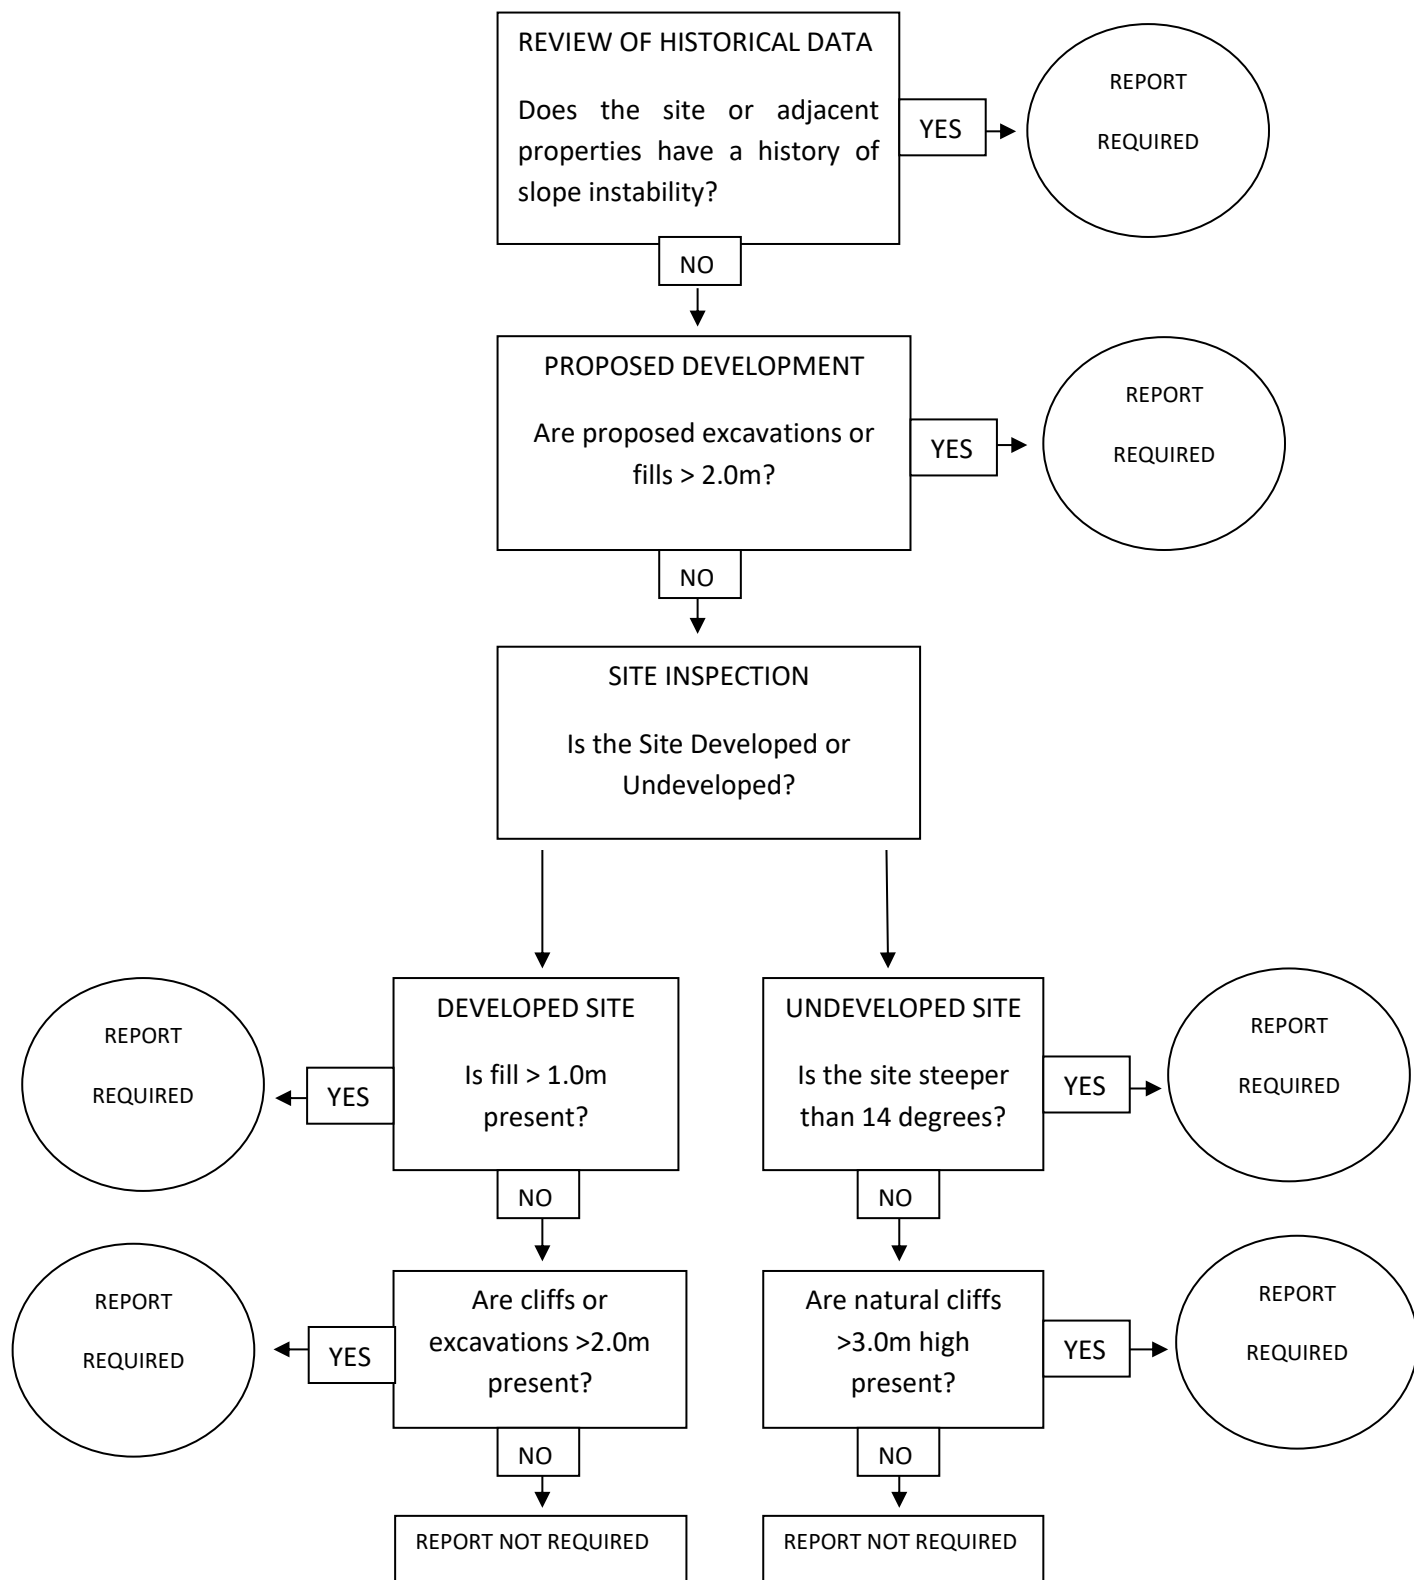 REVIEW OF HISTORICAL DATA
Does the site or adjacent
properties have a history of
slope instability?
YES
REPORT
REQUIRED
NO
PROPOSED DEVELOPMENT
Are proposed excavations or
fills > 2.0m?
YES
REPORT
REQUIRED
NO
SITE INSPECTION
Is the Site Developed or
Undeveloped?
DEVELOPED SITE
Is fill > 1.0m
present?
YES
REPORT
REQUIRED
NO
Are cliffs or
excavations >2.0m
present?
YES
REPORT
REQUIRED
NO
REPORT NOT REQUIRED
UNDEVELOPED SITE
Is the site steeper
than 14 degrees?
YES
REPORT
REQUIRED
NO
Are natural cliffs
>3.0m high
present?
YES
REPORT
REQUIRED
NO
REPORT NOT REQUIRED